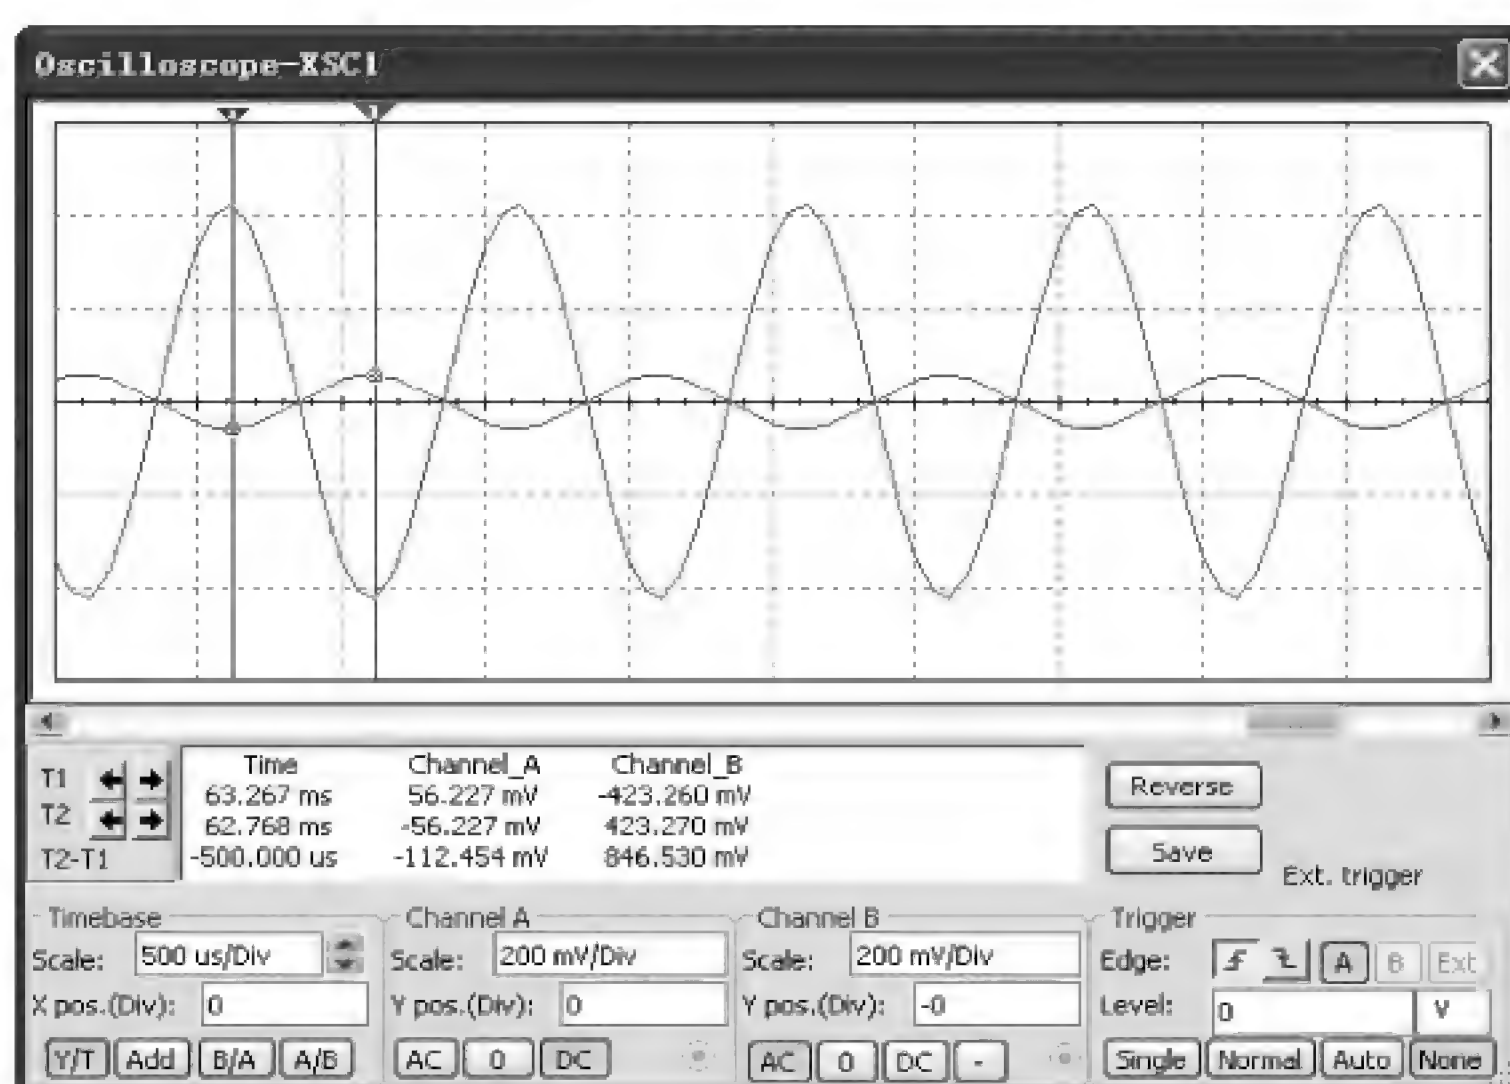 Oscilloscope-XSC1
Time Channel_A Channel_B
T1 63.267 ms 56.227 mV -423.260 mV
T2 62.768 ms -56.227 mV 423.270 mV
T2-T1 -500.000 us -112.454 mV 846.530 mV
Reverse
Save
Ext. trigger
Timebase Channel A Channel B Trigger
Scale: 500 us/Div Scale: 200 mV/Div Scale: 200 mV/Div Edge: A B Ext
X pos.(Div): 0 Y pos.(Div): 0 Y pos.(Div): -0 Level: 0 V
Y/T Add B/A A/B AC 0 DC AC 0 DC - Single Normal Auto None